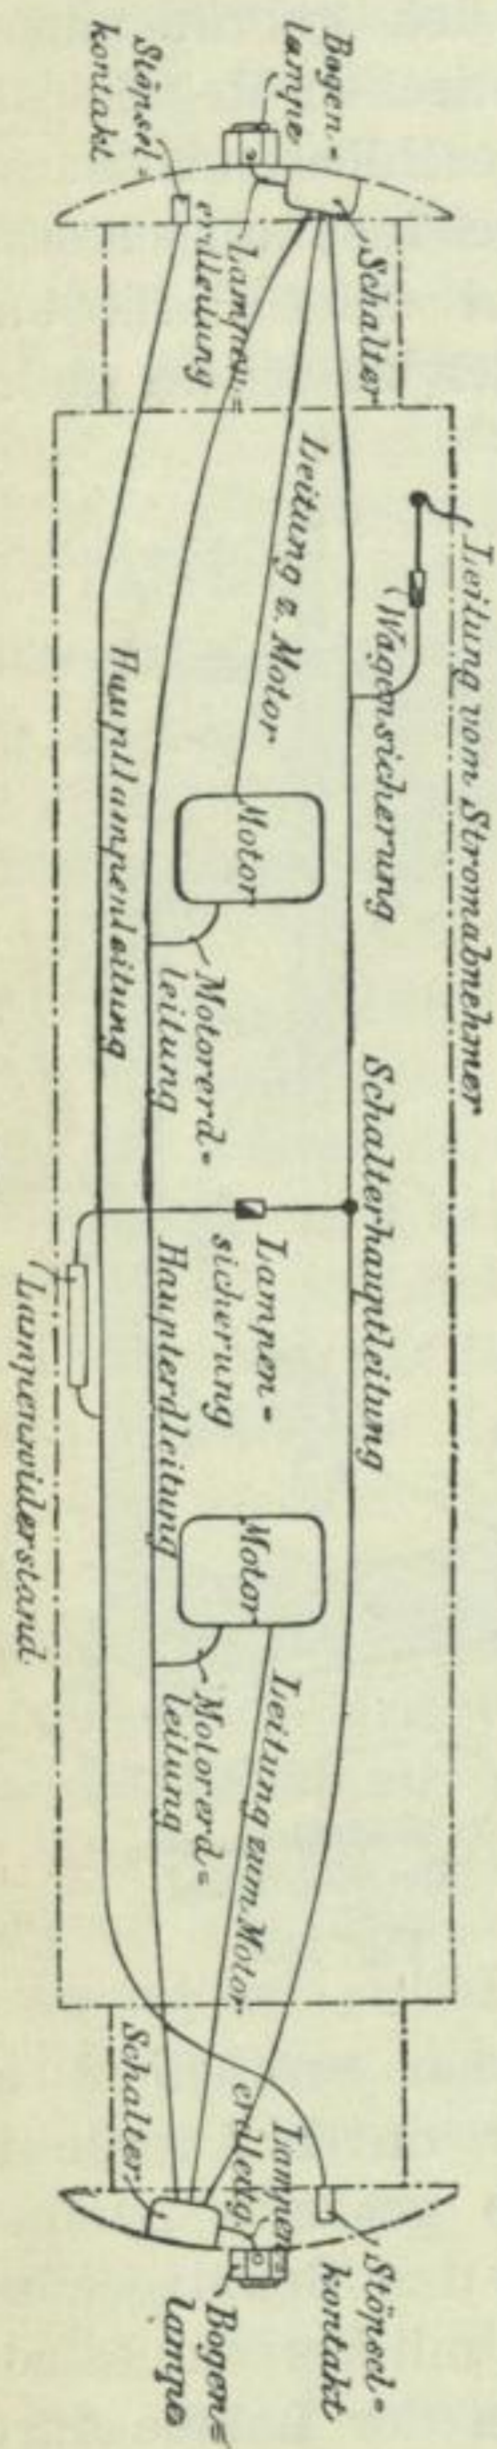 Bogen=
lampe
Stöpsel=
kontakt
Schalter
Lampen=
erdleitung
Leitung vom Stromabnehmer
Wagensicherung
Leitung z. Motor
Motor
Hauptlampenleitung
Motorerd=
leitung
Schalterhauptleitung
Lampen=
sicherung
Haupterdleitung
Lampenwiderstand
Motor
Motorerd=
leitung
Leitung zum Motor
Schalter
Lampen
erdleitg
Stöpsel=
kontakt
Bogen=
lampe